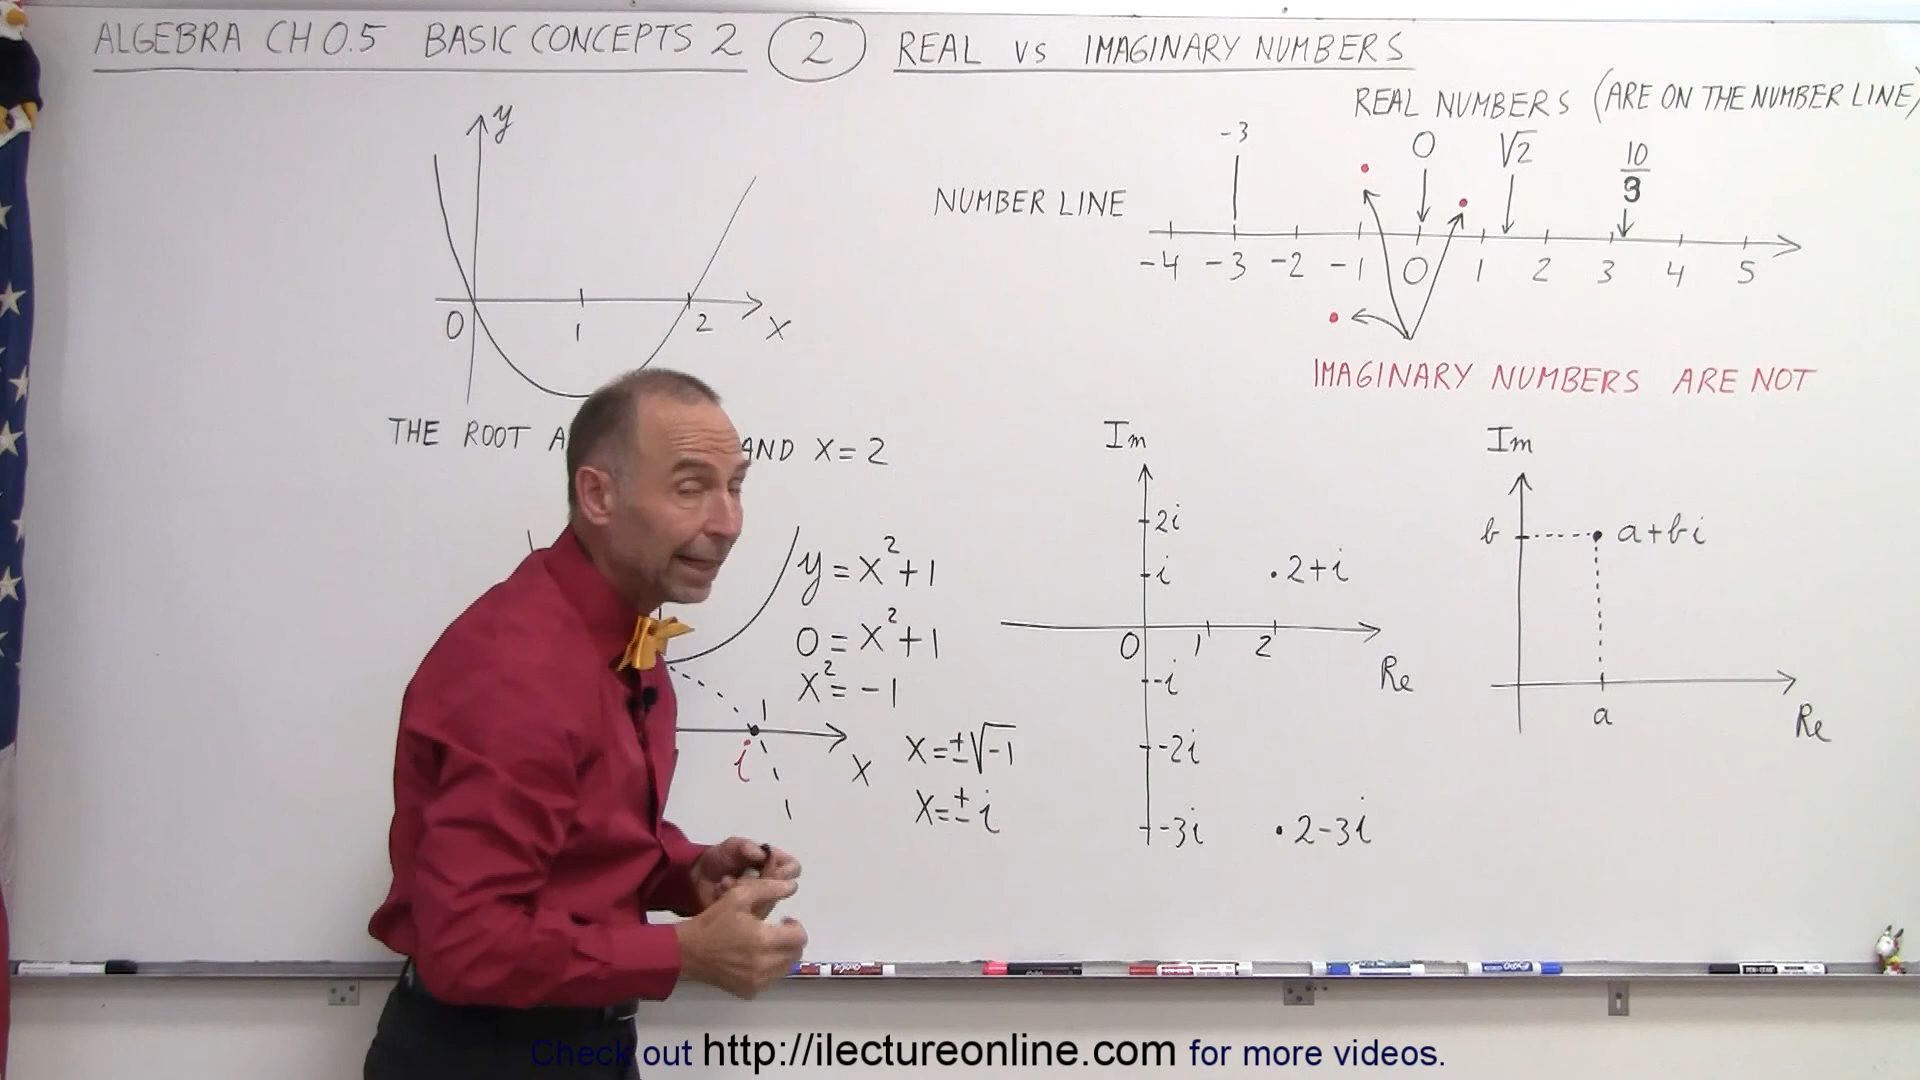 ALGEBRA CH 0.5 BASIC CONCEPTS 2 2 REAL VS IMAGINARY NUMBERS
REAL NUMBERS (ARE ON THE NUMBER LINE)
y
0 1 2 x
THE ROOT A AND X=2
NUMBER LINE
-3 0 √2 10/9
-4 -3 -2 -1 0 1 2 3 4 5
IMAGINARY NUMBERS ARE NOT
y = x²+1
0 = x²+1
x² = -1
x=±√-1
x=±i
1
i
x
Im
2i
i
.2+i
0 1 2
Re
-i
-2i
-3i
.2-3i
Im
b
a+bi
a
Re
Check out http://ilectureonline.com for more videos.